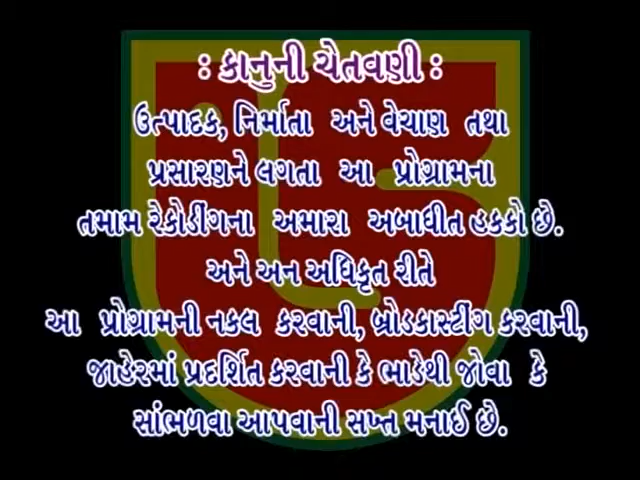 : કાનુની ચેતવણી :
ઉત્પાદક, નિર્માતા અને વેચાણ તથા
પ્રસારણને લગતા આ પ્રોગ્રામના
તમામ રેકોર્ડીંગના અમારા અબાધીત હકકો છે.
અને અન અધિકૃત રીતે
આ પ્રોગ્રામની નકલ કરવાની, બ્રોડકાસ્ટીંગ કરવાની,
જાહેરમાં પ્રદર્શિત કરવાની કે ભાડેથી જોવા કે
સાંભળવા આપવાની સખ્ત મનાઈ છે.